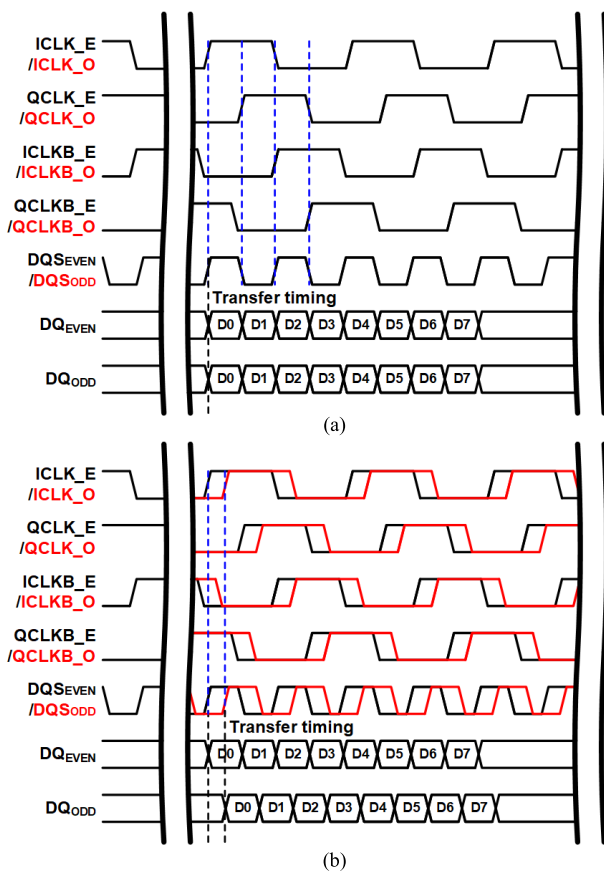 ICLK_E
/ICLK_O
QCLK_E
/QCLK_O
ICLKB_E
/ICLKB_O
QCLKB_E
/QCLKB_O
DQSEVEN
/DQSODD
Transfer timing
DQEVEN D0 D1 D2 D3 D4 D5 D6 D7
DQODD D0 D1 D2 D3 D4 D5 D6 D7
(a)
ICLK_E
/ICLK_O
QCLK_E
/QCLK_O
ICLKB_E
/ICLKB_O
QCLKB_E
/QCLKB_O
DQSEVEN
/DQSODD
Transfer timing
DQEVEN D0 D1 D2 D3 D4 D5 D6 D7
DQODD D0 D1 D2 D3 D4 D5 D6 D7
(b)